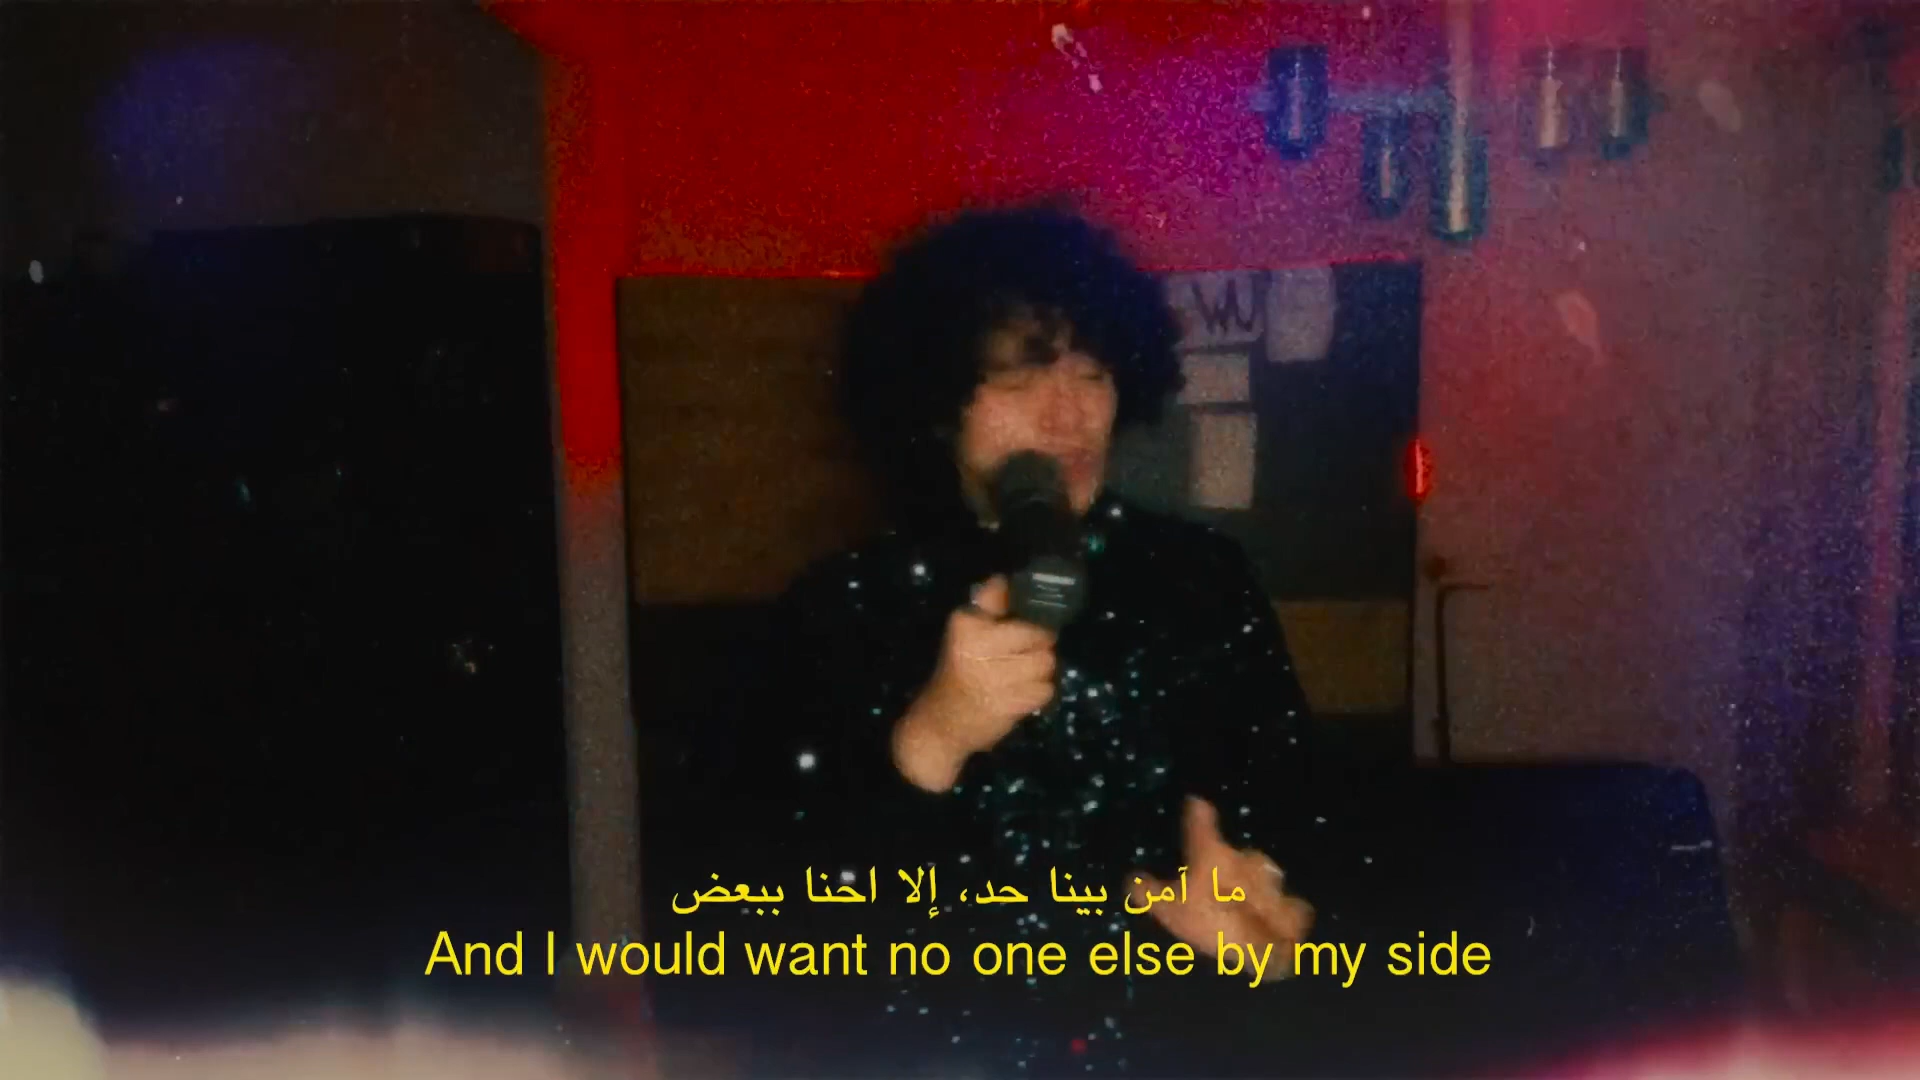 ما آمن بينا حد، إلا احنا ببعض
And I would want no one else by my side